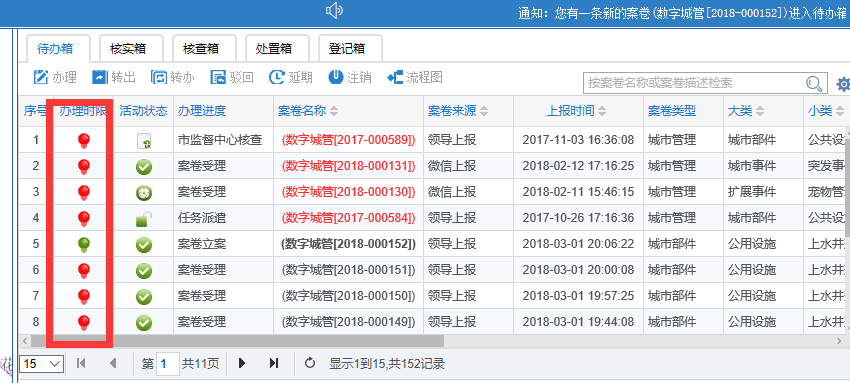 通知: 您有一条新的案卷(数字城管[2018-000152])进入待办箱
待办箱 核实箱 核查箱 处置箱 登记箱
办理 转出 转办 驳回 延期 注销 流程图 按案卷名称或案卷描述检索
序号 办理时限 活动状态 办理进度 案卷名称 案卷来源 上报时间 案卷类型 大类 小类
1 市监督中心核查 (数字城管[2017-000589]) 领导上报 2017-11-03 16:36:08 城市管理 城市部件 公共设
2 案卷受理 (数字城管[2018-000131]) 微信上报 2018-02-12 17:16:25 城市管理 城市事件 突发事
3 案卷受理 (数字城管[2018-000130]) 微信上报 2018-02-11 15:46:15 城市管理 扩展事件 宠物管
4 任务派遣 (数字城管[2017-000584]) 领导上报 2017-10-26 17:16:36 城市管理 城市部件 公共设
5 案卷立案 (数字城管[2018-000152]) 领导上报 2018-03-01 20:06:22 城市部件 公用设施 上水井
6 案卷受理 (数字城管[2018-000151]) 领导上报 2018-03-01 20:00:08 城市部件 公用设施 上水井
7 案卷受理 (数字城管[2018-000150]) 领导上报 2018-03-01 19:57:25 城市部件 公用设施 上水井
8 案卷受理 (数字城管[2018-000149]) 领导上报 2018-03-01 19:44:08 城市部件 公用设施 上水井
花 15 第 1 共11页 显示1到15,共152记录